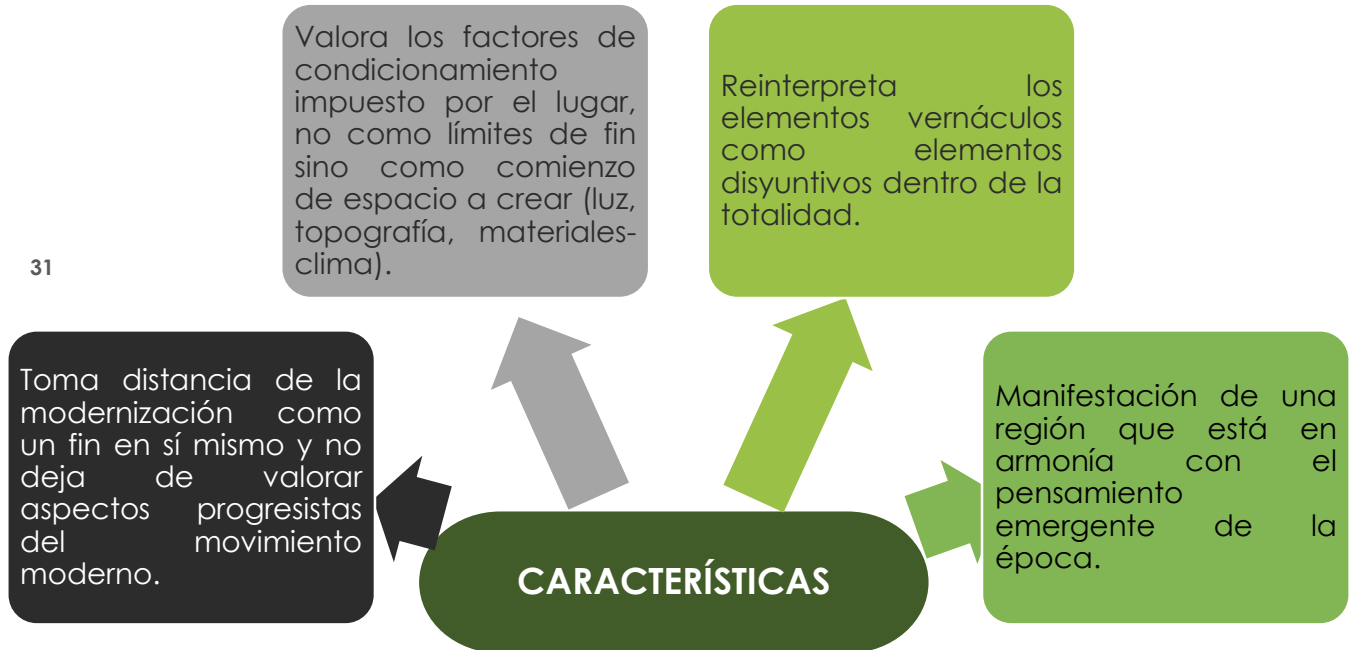 Valora los factores de
condicionamiento
impuesto por el lugar,
no como límites de fin
sino como comienzo
de espacio a crear (luz,
topografía, materiales-
clima).
Reinterpreta los
elementos vernáculos
como elementos
disyuntivos dentro de la
totalidad.
31
Toma distancia de la
modernización como
un fin en sí mismo y no
deja de valorar
aspectos progresistas
del movimiento
moderno.
Manifestación de una
región que está en
armonía con el
pensamiento
emergente de la
época.
CARACTERÍSTICAS